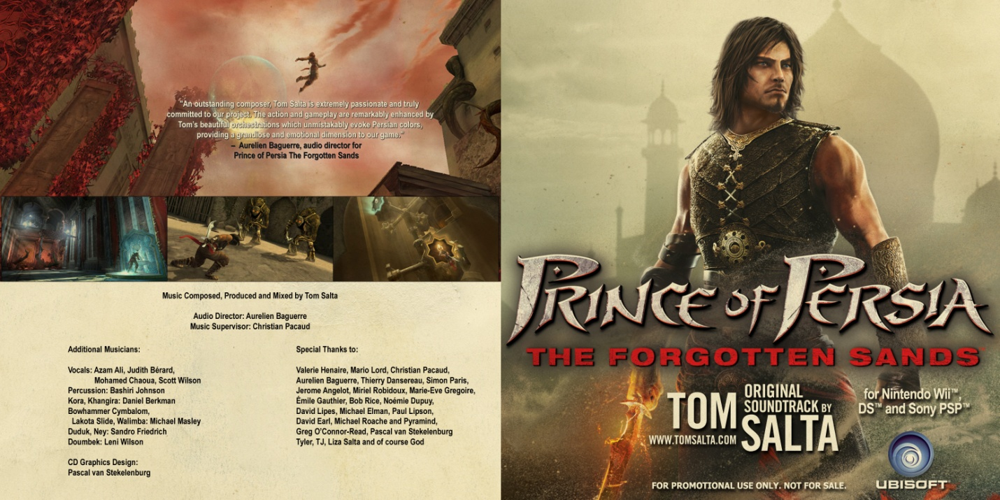 "An outstanding composer, Tom Salta is extremely passionate and truly
committed to our project. The action and gameplay are remarkably enhanced by
Tom's beautiful orchestrations which unmistakably evoke Persian colors,
providing a grandiose and emotional dimension to our game."
– Aurelien Baguerre, audio director for
Prince of Persia The Forgotten Sands
Music Composed, Produced and Mixed by Tom Salta
Audio Director: Aurelien Baguerre
Music Supervisor: Christian Pacaud
Additional Musicians:
Vocals: Azam Ali, Judith Bérard,
Mohamed Chaoua, Scott Wilson
Percussion: Bashiri Johnson
Kora, Khangira: Daniel Berkman
Bowhammer Cymbalom,
Lakota Slide, Walimba: Michael Masley
Duduk, Ney: Sandro Friedrich
Doumbek: Leni Wilson
CD Graphics Design:
Pascal van Stekelenburg
Special Thanks to:
Valerie Henaire, Mario Lord, Christian Pacaud,
Aurelien Baguerre, Thierry Dansereau, Simon Paris,
Jerome Angelot, Miriel Robidoux, Marie-Eve Gregoire,
Émile Gauthier, Bob Rice, Noémie Dupuy,
David Lipes, Michael Elman, Paul Lipson,
David Earl, Michael Roache and Pyramind,
Greg O'Connor-Read, Pascal van Stekelenburg
Tyler, TJ, Liza Salta and of course God
PRINCE OF PERSIA
THE FORGOTTEN SANDS™
TOM SALTA
ORIGINAL
SOUNDTRACK BY
WWW.TOMSALTA.COM
for Nintendo Wii™,
DS™ and Sony PSP™
FOR PROMOTIONAL USE ONLY. NOT FOR SALE.
UBISOFT™